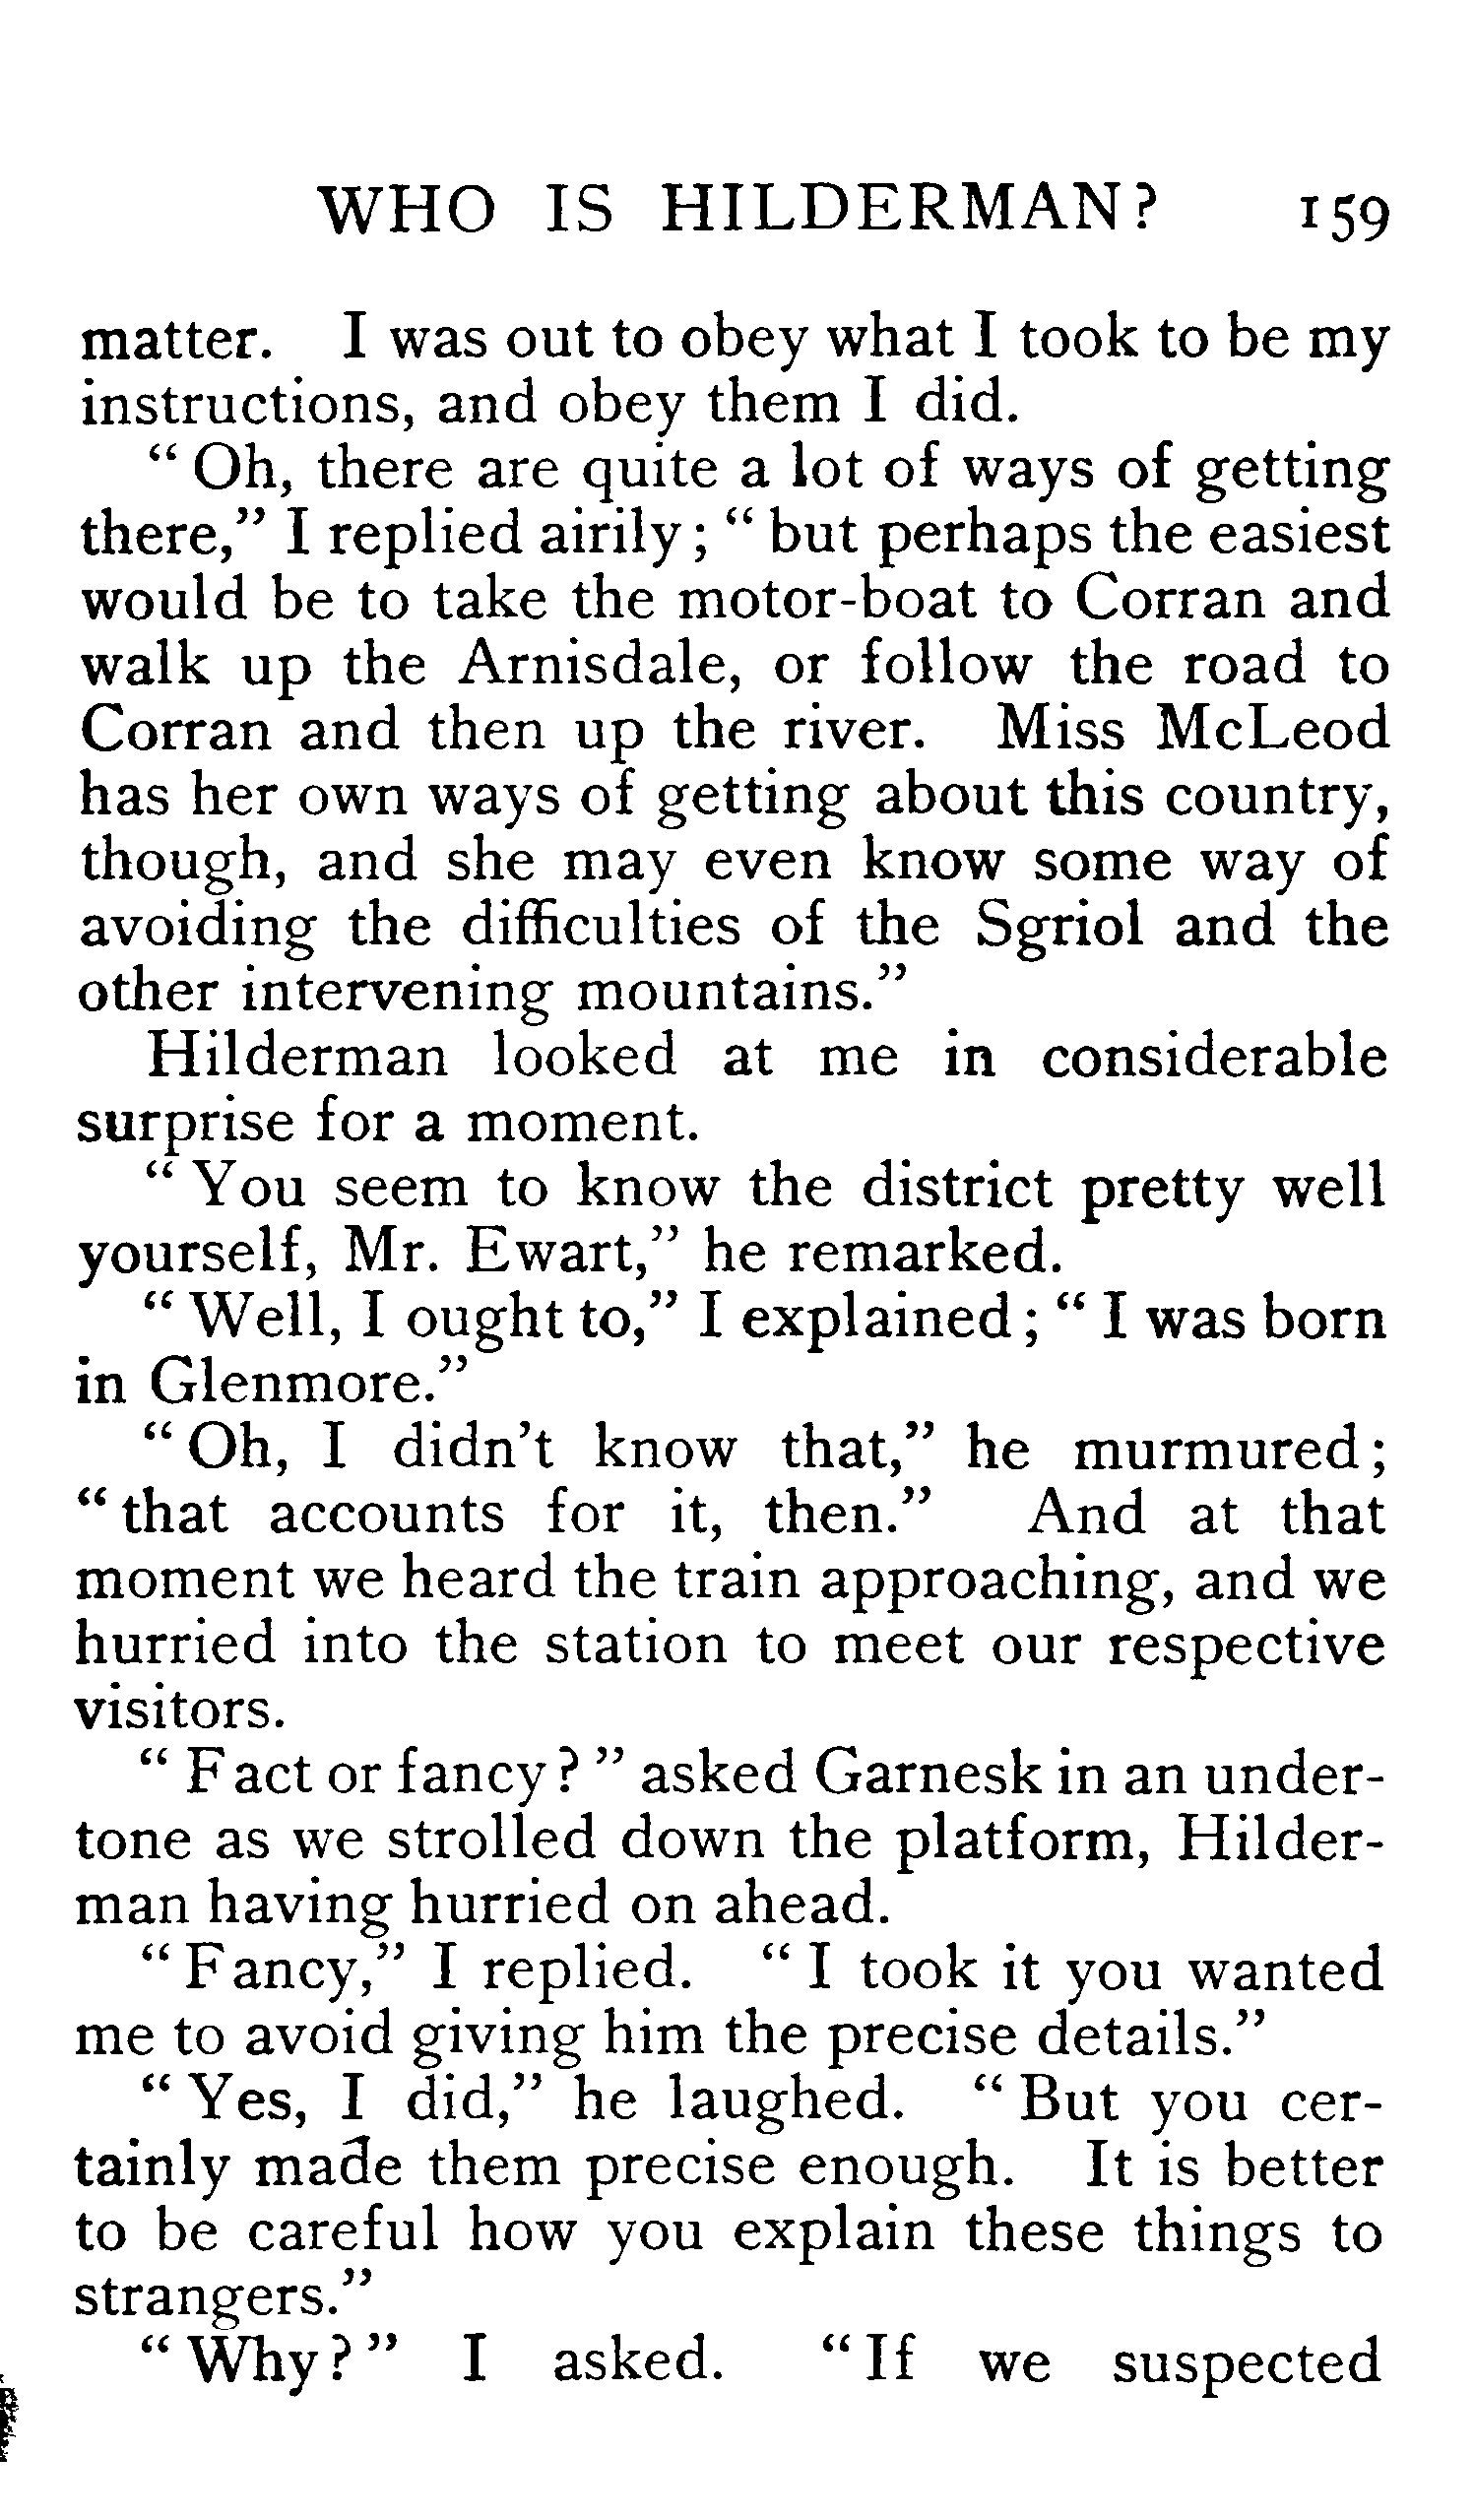 WHO IS HILDERMAN? 159
matter. I was out to obey what I took to be my
instructions, and obey them I did.
“ Oh, there are quite a lot of ways of getting
there,” I replied airily ; “ but perhaps the easiest
would be to take the motor-boat to Corran and
walk up the Arnisdale, or follow the road to
Corran and then up the river. Miss McLeod
has her own ways of getting about this country,
though, and she may even know some way of
avoiding the difficulties of the Sgriol and the
other intervening mountains.”
Hilderman looked at me in considerable
surprise for a moment.
“ You seem to know the district pretty well
yourself, Mr. Ewart,” he remarked.
“ Well, I ought to,” I explained ; “ I was born
in Glenmore.”
“ Oh, I didn't know that,” he murmured ;
“ that accounts for it, then.” And at that
moment we heard the train approaching, and we
hurried into the station to meet our respective
visitors.
“ Fact or fancy ? ” asked Garnesk in an under-
tone as we strolled down the platform, Hilder-
man having hurried on ahead.
“ Fancy,” I replied. “ I took it you wanted
me to avoid giving him the precise details.”
“ Yes, I did,” he laughed. “ But you cer-
tainly made them precise enough. It is better
to be careful how you explain these things to
strangers.”
“ Why ? ” I asked. “ If we suspected